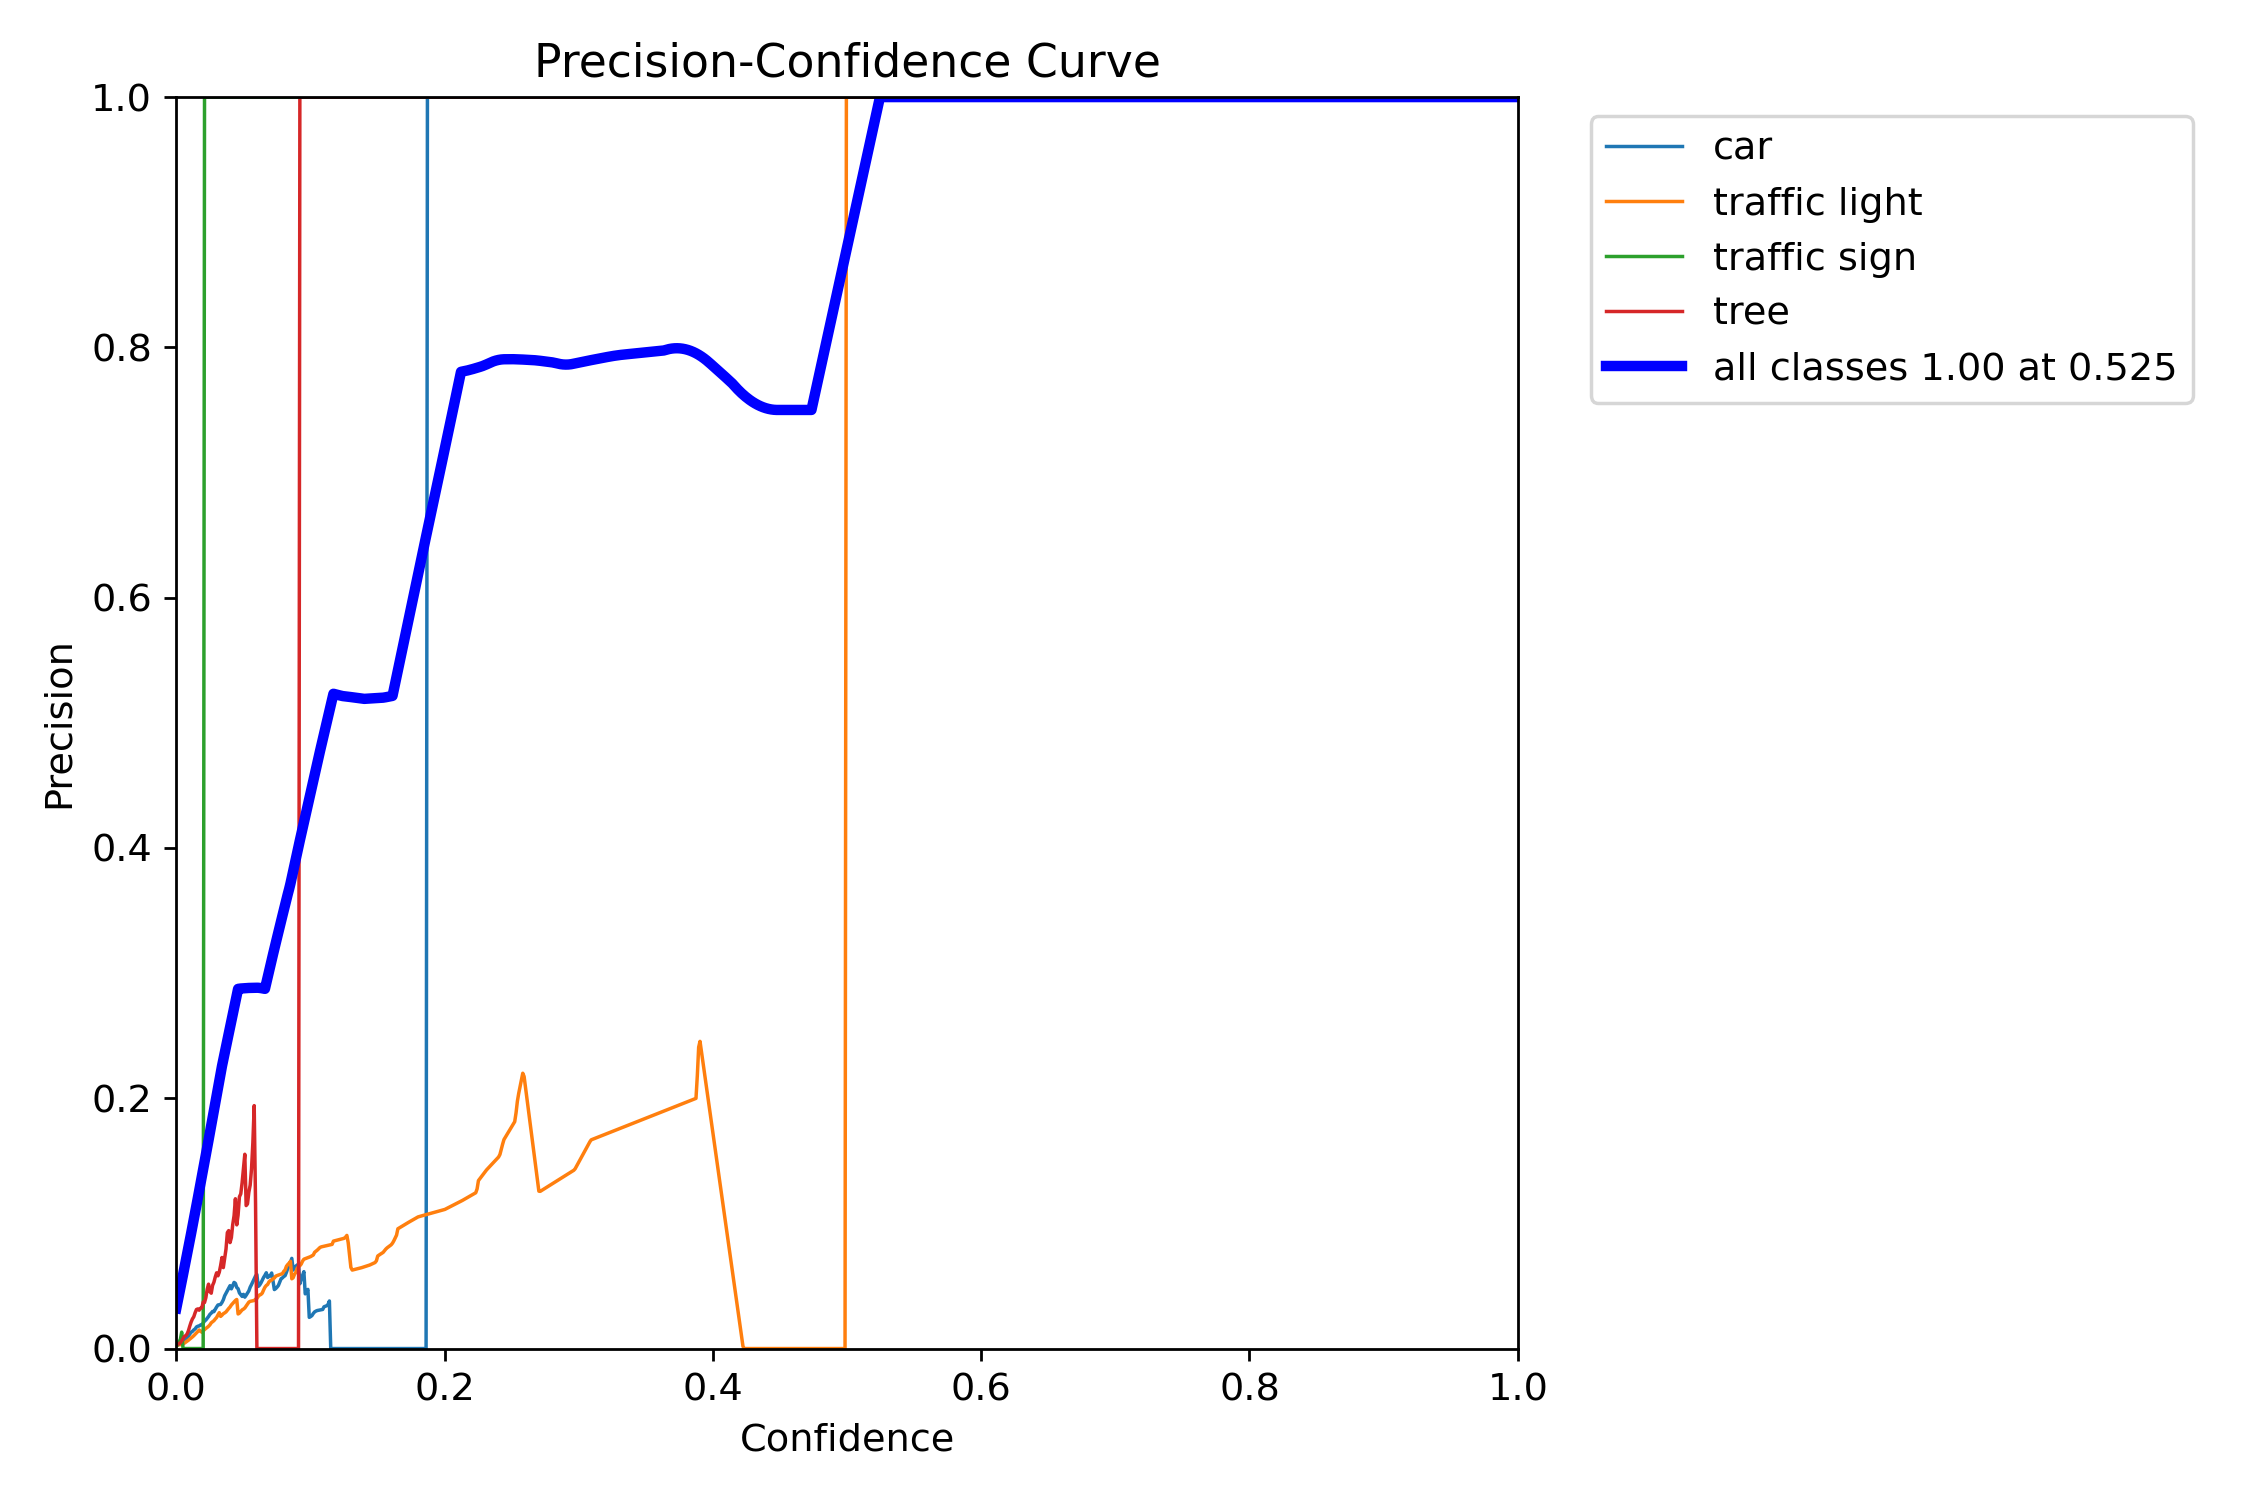 Precision-Confidence Curve
1.0
0.8
0.6
0.4
0.2
0.0
Precision
0.0 0.2 0.4 0.6 0.8 1.0
Confidence
car
traffic light
traffic sign
tree
all classes 1.00 at 0.525